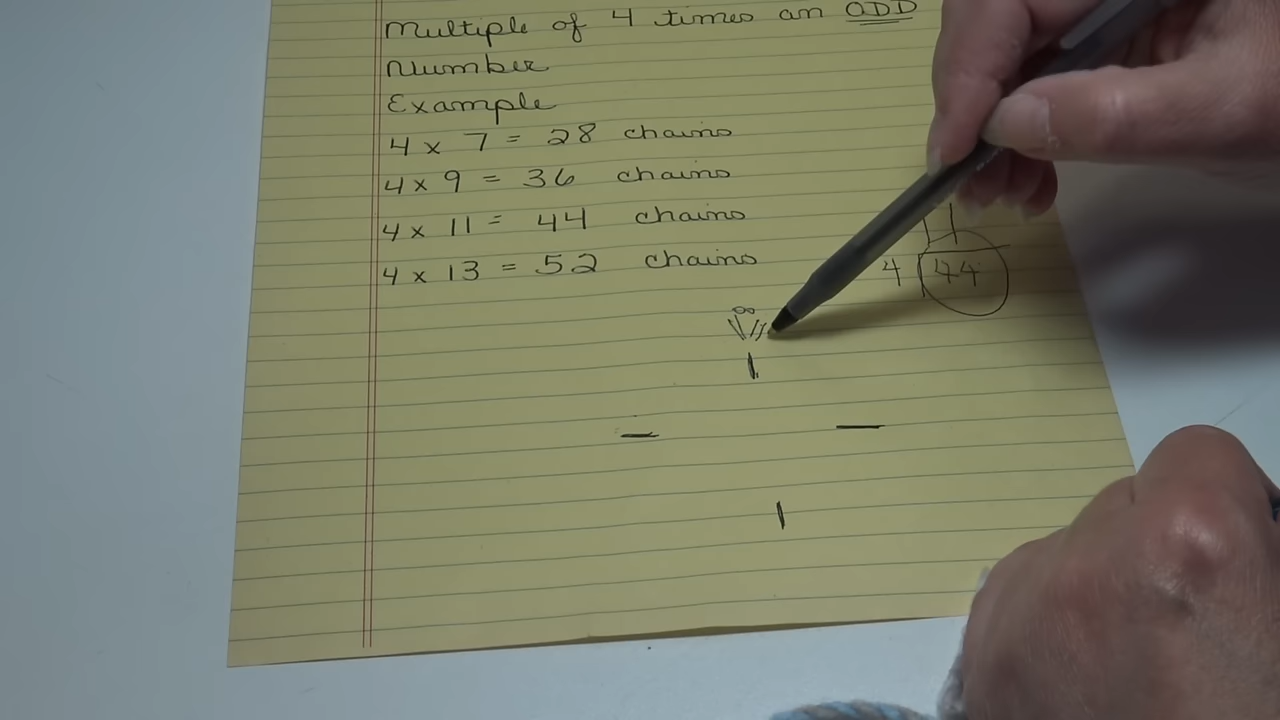 Multiple of 4 times an ODD
Number
Example
4 x 7 = 28 chains
4 x 9 = 36 chains
4 x 11 = 44 chains
4 x 13 = 52 chains
11
4 44